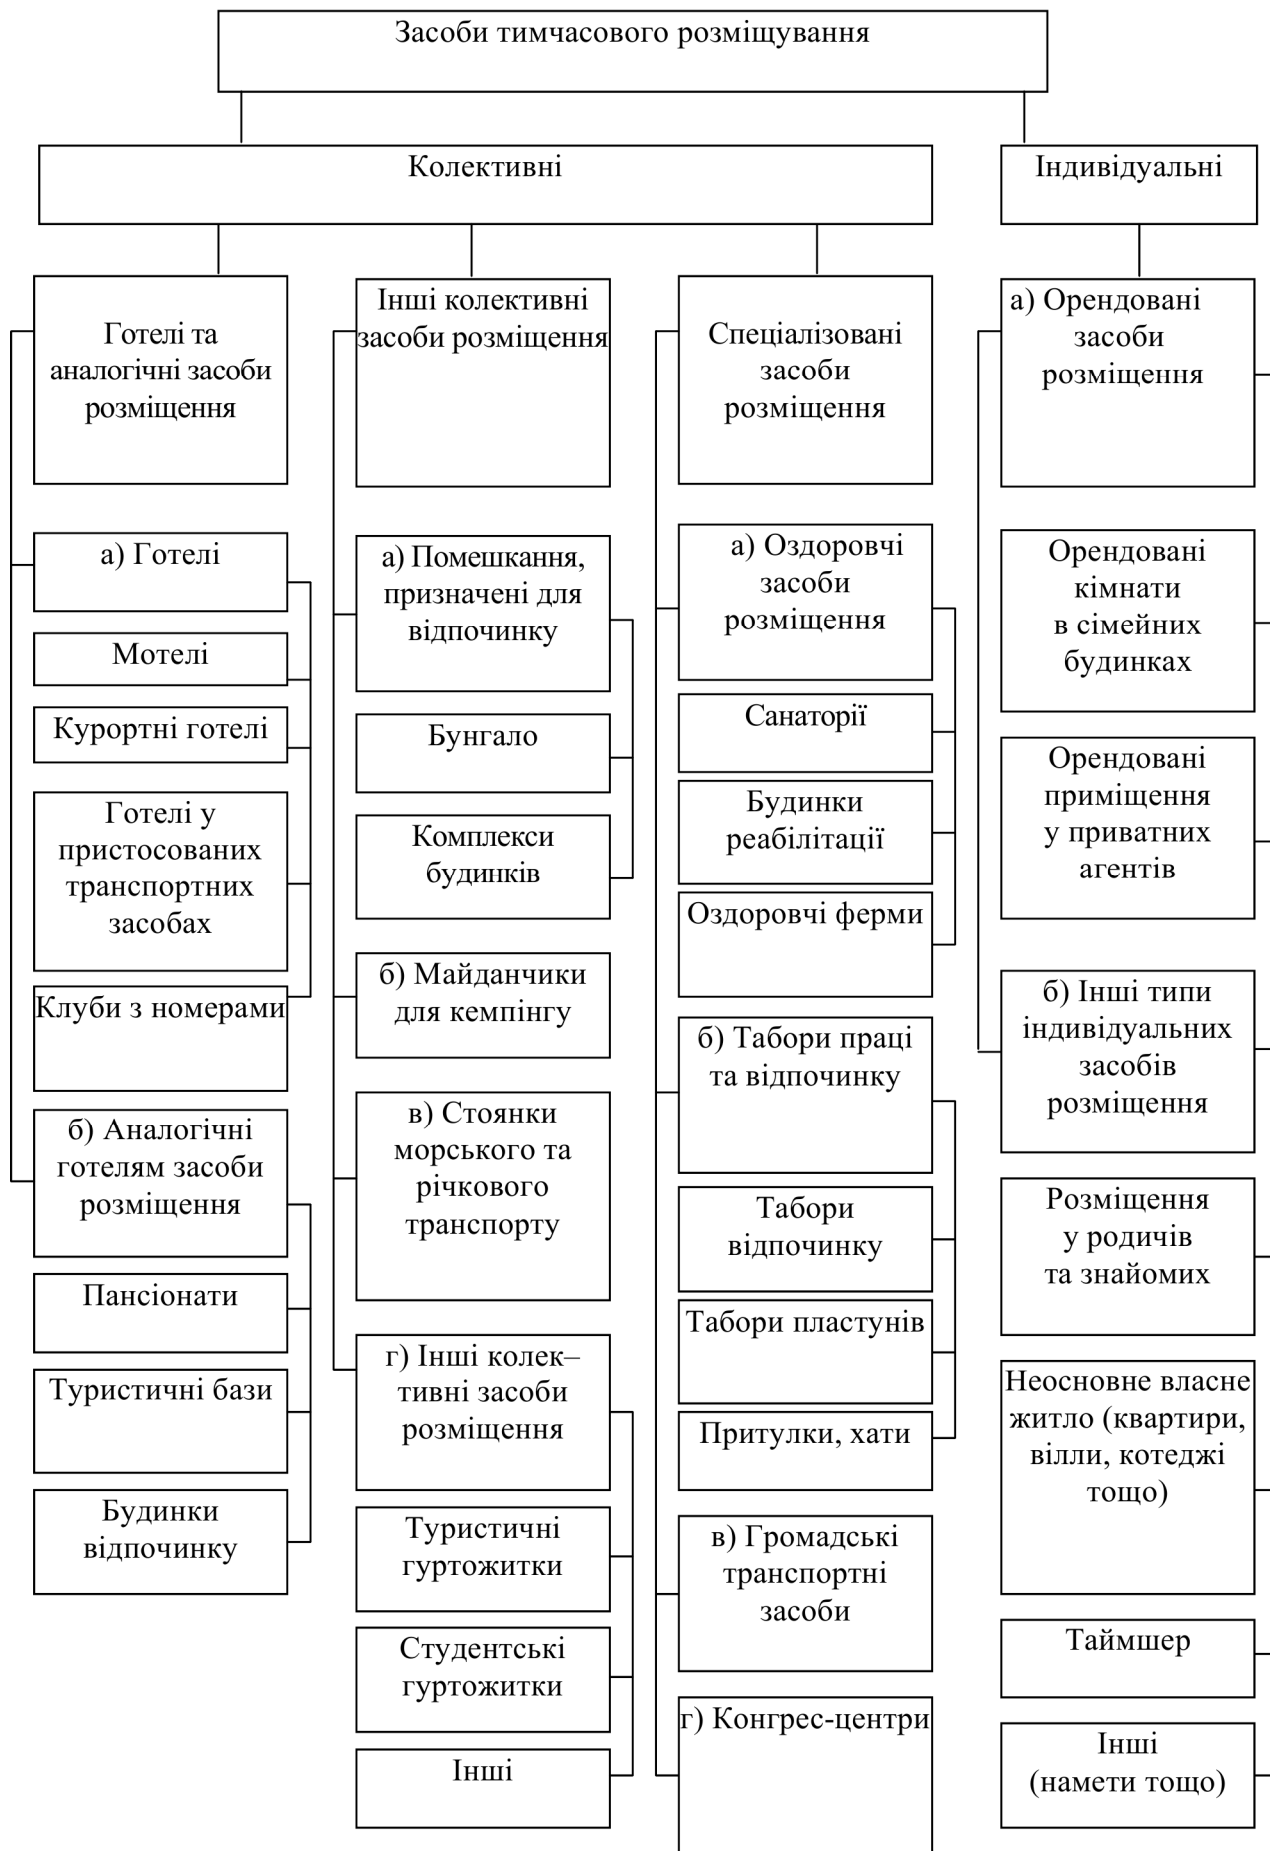 Засоби тимчасового розміщування
Колективні
Індивідуальні
Готелі та
аналогічні засоби
розміщення
а) Готелі
Мотелі
Курортні готелі
Готелі у
пристосованих
транспортних
засобах
Клуби з номерами
б) Аналогічні
готелям засоби
розміщення
Пансіонати
Туристичні бази
Будинки
відпочинку
Інші колективні
засоби розміщення
а) Помешкання,
призначені для
відпочинку
Бунгало
Комплекси
будинків
б) Майданчики
для кемпінгу
в) Стоянки
морського та
річкового
транспорту
г) Інші колек–
тивні засоби
розміщення
Туристичні
гуртожитки
Студентські
гуртожитки
Інші
Спеціалізовані
засоби
розміщення
а) Оздоровчі
засоби
розміщення
Санаторії
Будинки
реабілітації
Оздоровчі ферми
б) Табори праці
та відпочинку
Табори
відпочинку
Табори пластунів
Притулки, хати
в) Громадські
транспортні
засоби
г) Конгрес-центри
а) Орендовані
засоби
розміщення
Орендовані
кімнати
в сімейних
будинках
Орендовані
приміщення
у приватних
агентів
б) Інші типи
індивідуальних
засобів
розміщення
Розміщення
у родичів
та знайомих
Неосновне власне
житло (квартири,
вілли, котеджі
тощо)
Таймшер
Інші
(намети тощо)